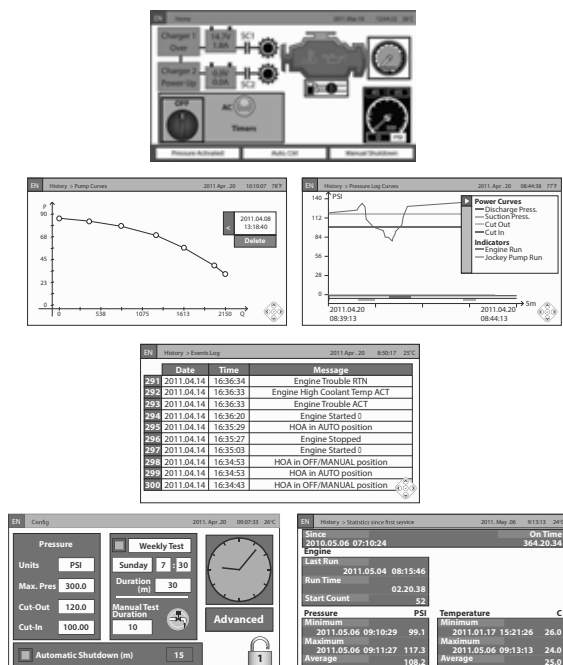 EN Home
Charger 1 14.7V SC1
Over 1.8A
Charger 2 0.0V
Power Up 0.0A SC2
OFF AC
Timers
PSI
Pressure Activated Auto Ctrl Manual Shutdown
EN History > Pump Curves 2011 Apr . 20 10:10:07 78°F
P
90
68
45
23
0
0 538 1075 1613 2150 Q
2011.04.08
13:18:40
<
Delete
EN History > Pressure Log Curves 2011, Apr . 20 08:44:38 77°F
PSI
140
112
84
56
28
0
Power Curves
Discharge Press.
Suction Press.
Cut Out
Cut In
Indicators
Engine Run
Jockey Pump Run
5m
2011.04.20 2011.04.20
08:39:13 08:44:13
EN History > Events Log 2011 Apr . 20 8:50:17 25°C
Date Time Message
291 2011.04.14 16:36:34 Engine Trouble RTN
292 2011.04.14 16:36:33 Engine High Coolant Temp ACT
293 2011.04.14 16:36:33 Engine Trouble ACT
294 2011.04.14 16:36:20 Engine Started 0
295 2011.04.14 16:35:29 HOA in AUTO position
296 2011.04.14 16:35:27 Engine Stopped
297 2011.04.14 16:35:03 Engine Started 0
298 2011.04.14 16:34:53 HOA in OFF/MANUAL position
299 2011.04.14 16:34:53 HOA in AUTO position
300 2011.04.14 16:34:43 HOA in OFF/MANUAL position
EN Config 2011. Apr .20 09:07:33 26°C
Pressure
Units PSI
Max. Pres 300.0
Cut-Out 120.0
Cut-In 100.00
Weekly Test
Sunday 7 : 30
Duration (m) 30
Manual Test
Duration
10
Advanced
Automatic Shutdown (m) 15
1
EN History > Statistics since first service 2011. May .06 9:13:13 24°C
Since On Time
2010.05.06 07:10:24 364.20.34
Engine
Last Run
2011.05.04 08:15:46
Run Time
02.20.38
Start Count
52
Pressure PSI
Minimum
2011.05.06 09:10:29 99.1
Maximum
2011.05.06 09:11:27 117.3
Average
108.2
Temperature C
Minimum
2011.01.17 15:21:26 26.0
Maximum
2011.05.06 09:13:13 24.0
Average
25.0